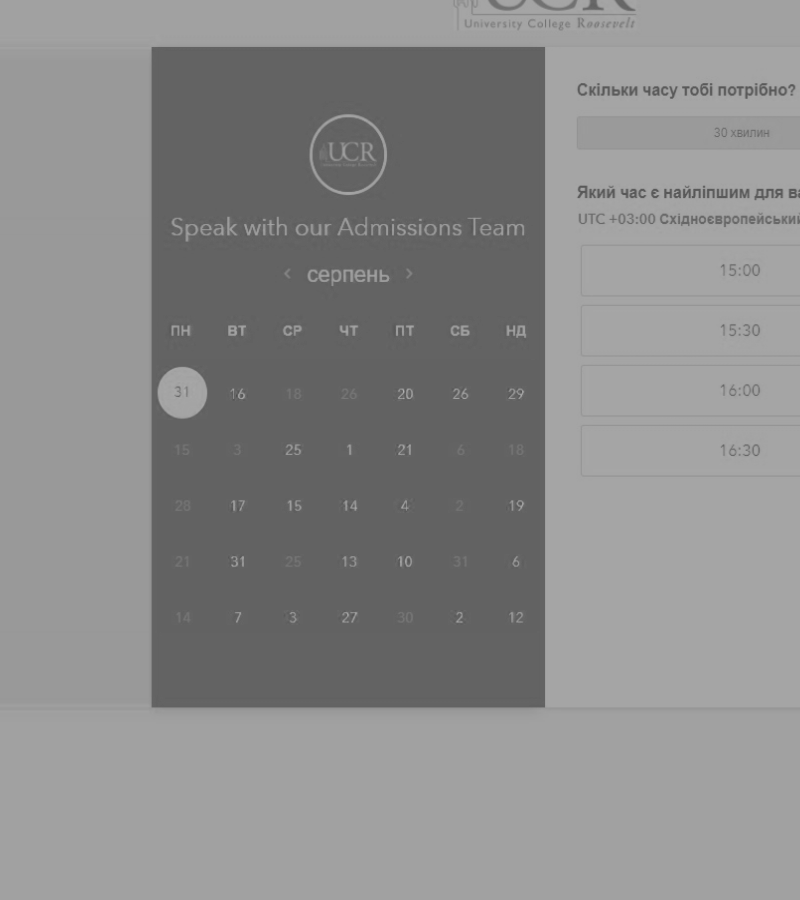 UCR
University College Roosevelt
UCR
Speak with our Admissions Team
< серпень >
ПН ВТ СР ЧТ ПТ СБ НД
31 16 18 26 20 26 29
15 3 25 1 21 6 18
28 17 15 14 4 2 19
21 31 25 13 10 31 6
14 7 3 27 30 2 12
Скільки часу тобі потрібно?
30 хвилин
Який час є найліпшим для ва
UTC +03:00 Східноєвропейський
15:00
15:30
16:00
16:30